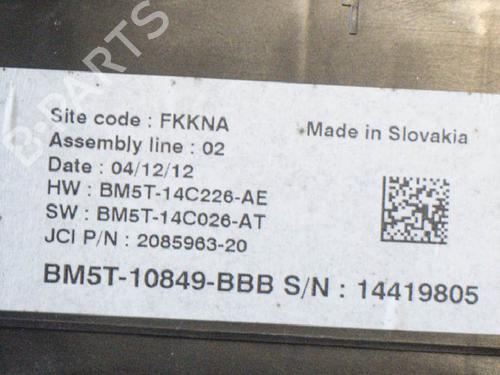 B-PARTS
Site code : FKKNA
Made in Slovakia
Assembly line : 02
Date : 04/12/12
HW : BM5T-14C226-AE
SW : BM5T-14C026-AT
JCI P/N : 2085963-20
BM5T-10849-BBB S/N : 14419805